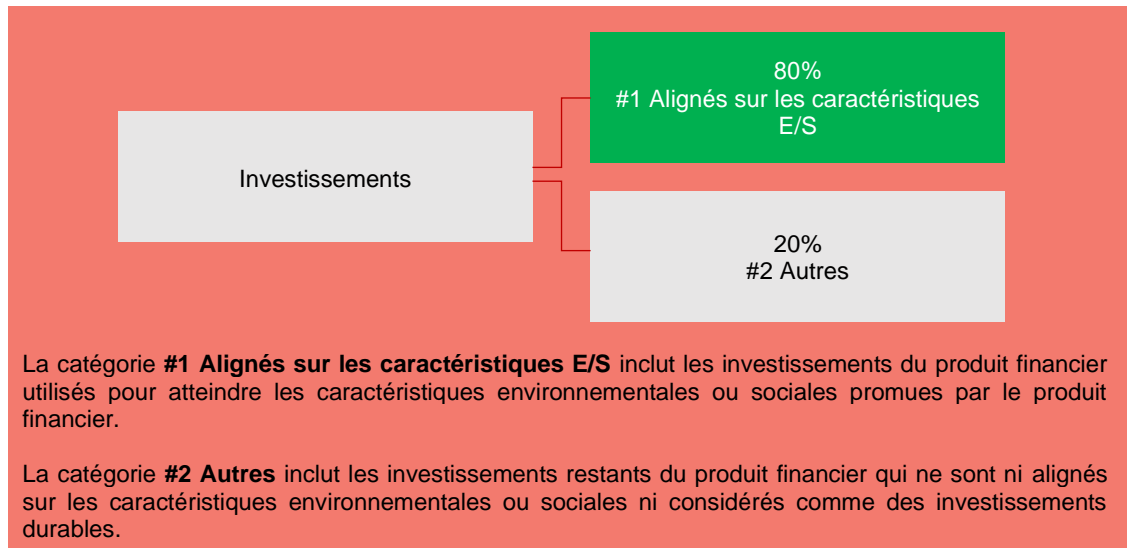 80%
#1 Alignés sur les caractéristiques
E/S
Investissements
20%
#2 Autres
La catégorie #1 Alignés sur les caractéristiques E/S inclut les investissements du produit financier
utilisés pour atteindre les caractéristiques environnementales ou sociales promues par le produit
financier.
La catégorie #2 Autres inclut les investissements restants du produit financier qui ne sont ni alignés
sur les caractéristiques environnementales ou sociales ni considérés comme des investissements
durables.